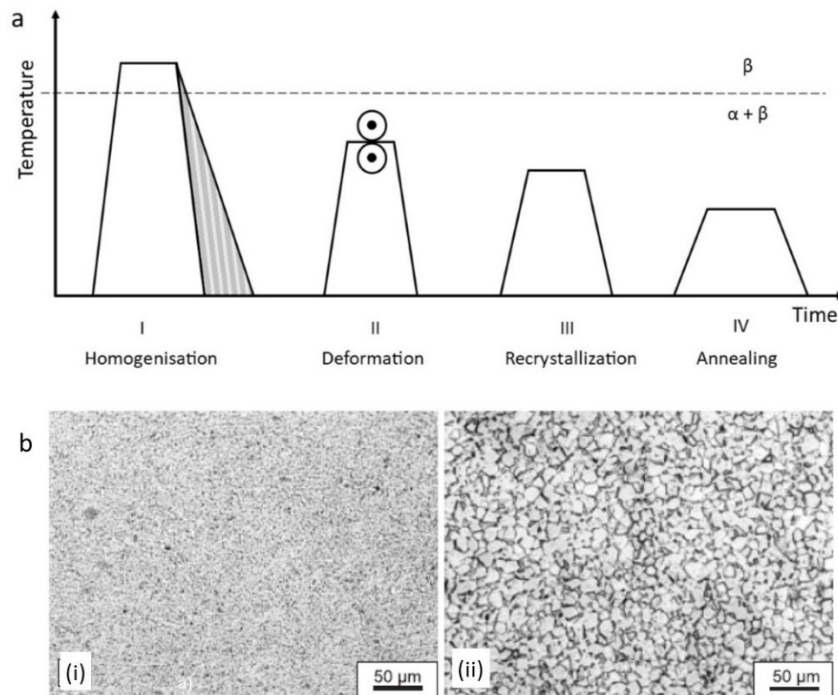 a
Temperature
β
α + β
Time
I
II
III
IV
Homogenisation
Deformation
Recrystallization
Annealing
b
(i)
50 µm
(ii)
50 µm